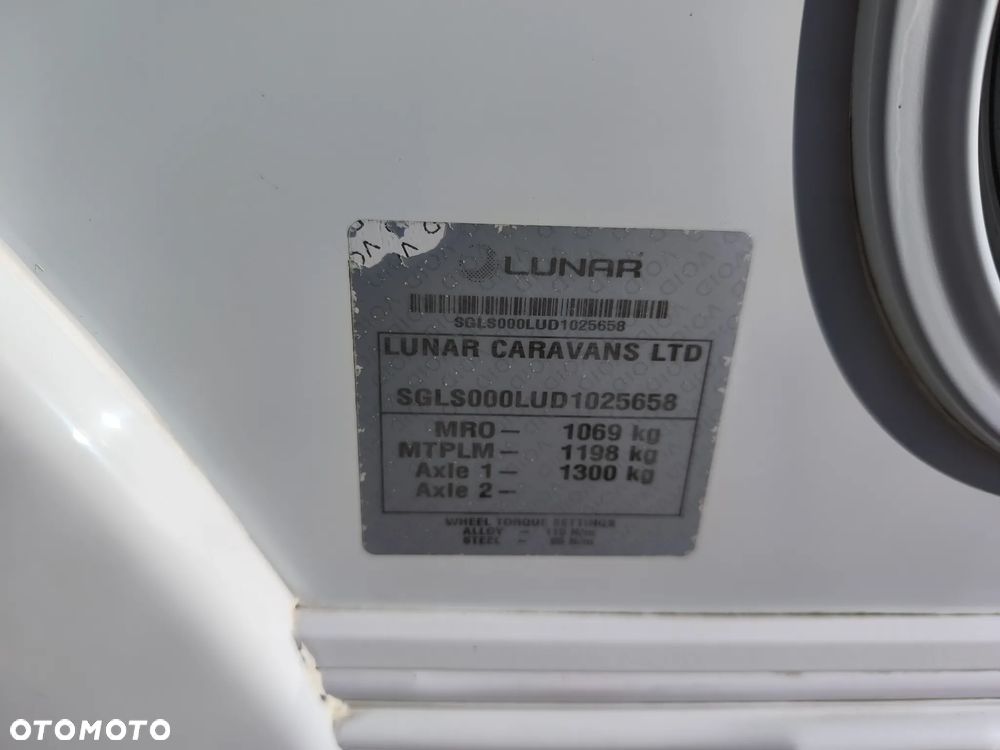 LUNAR
SGLS000LUD1025658
LUNAR CARAVANS LTD
SGLS000LUD1025658
MRO – 1069 kg
MTPLM – 1198 kg
Axle 1 – 1300 kg
Axle 2 –
WHEEL TORQUE SETTINGS
ALLOY –
STEEL –
OTOMOTO